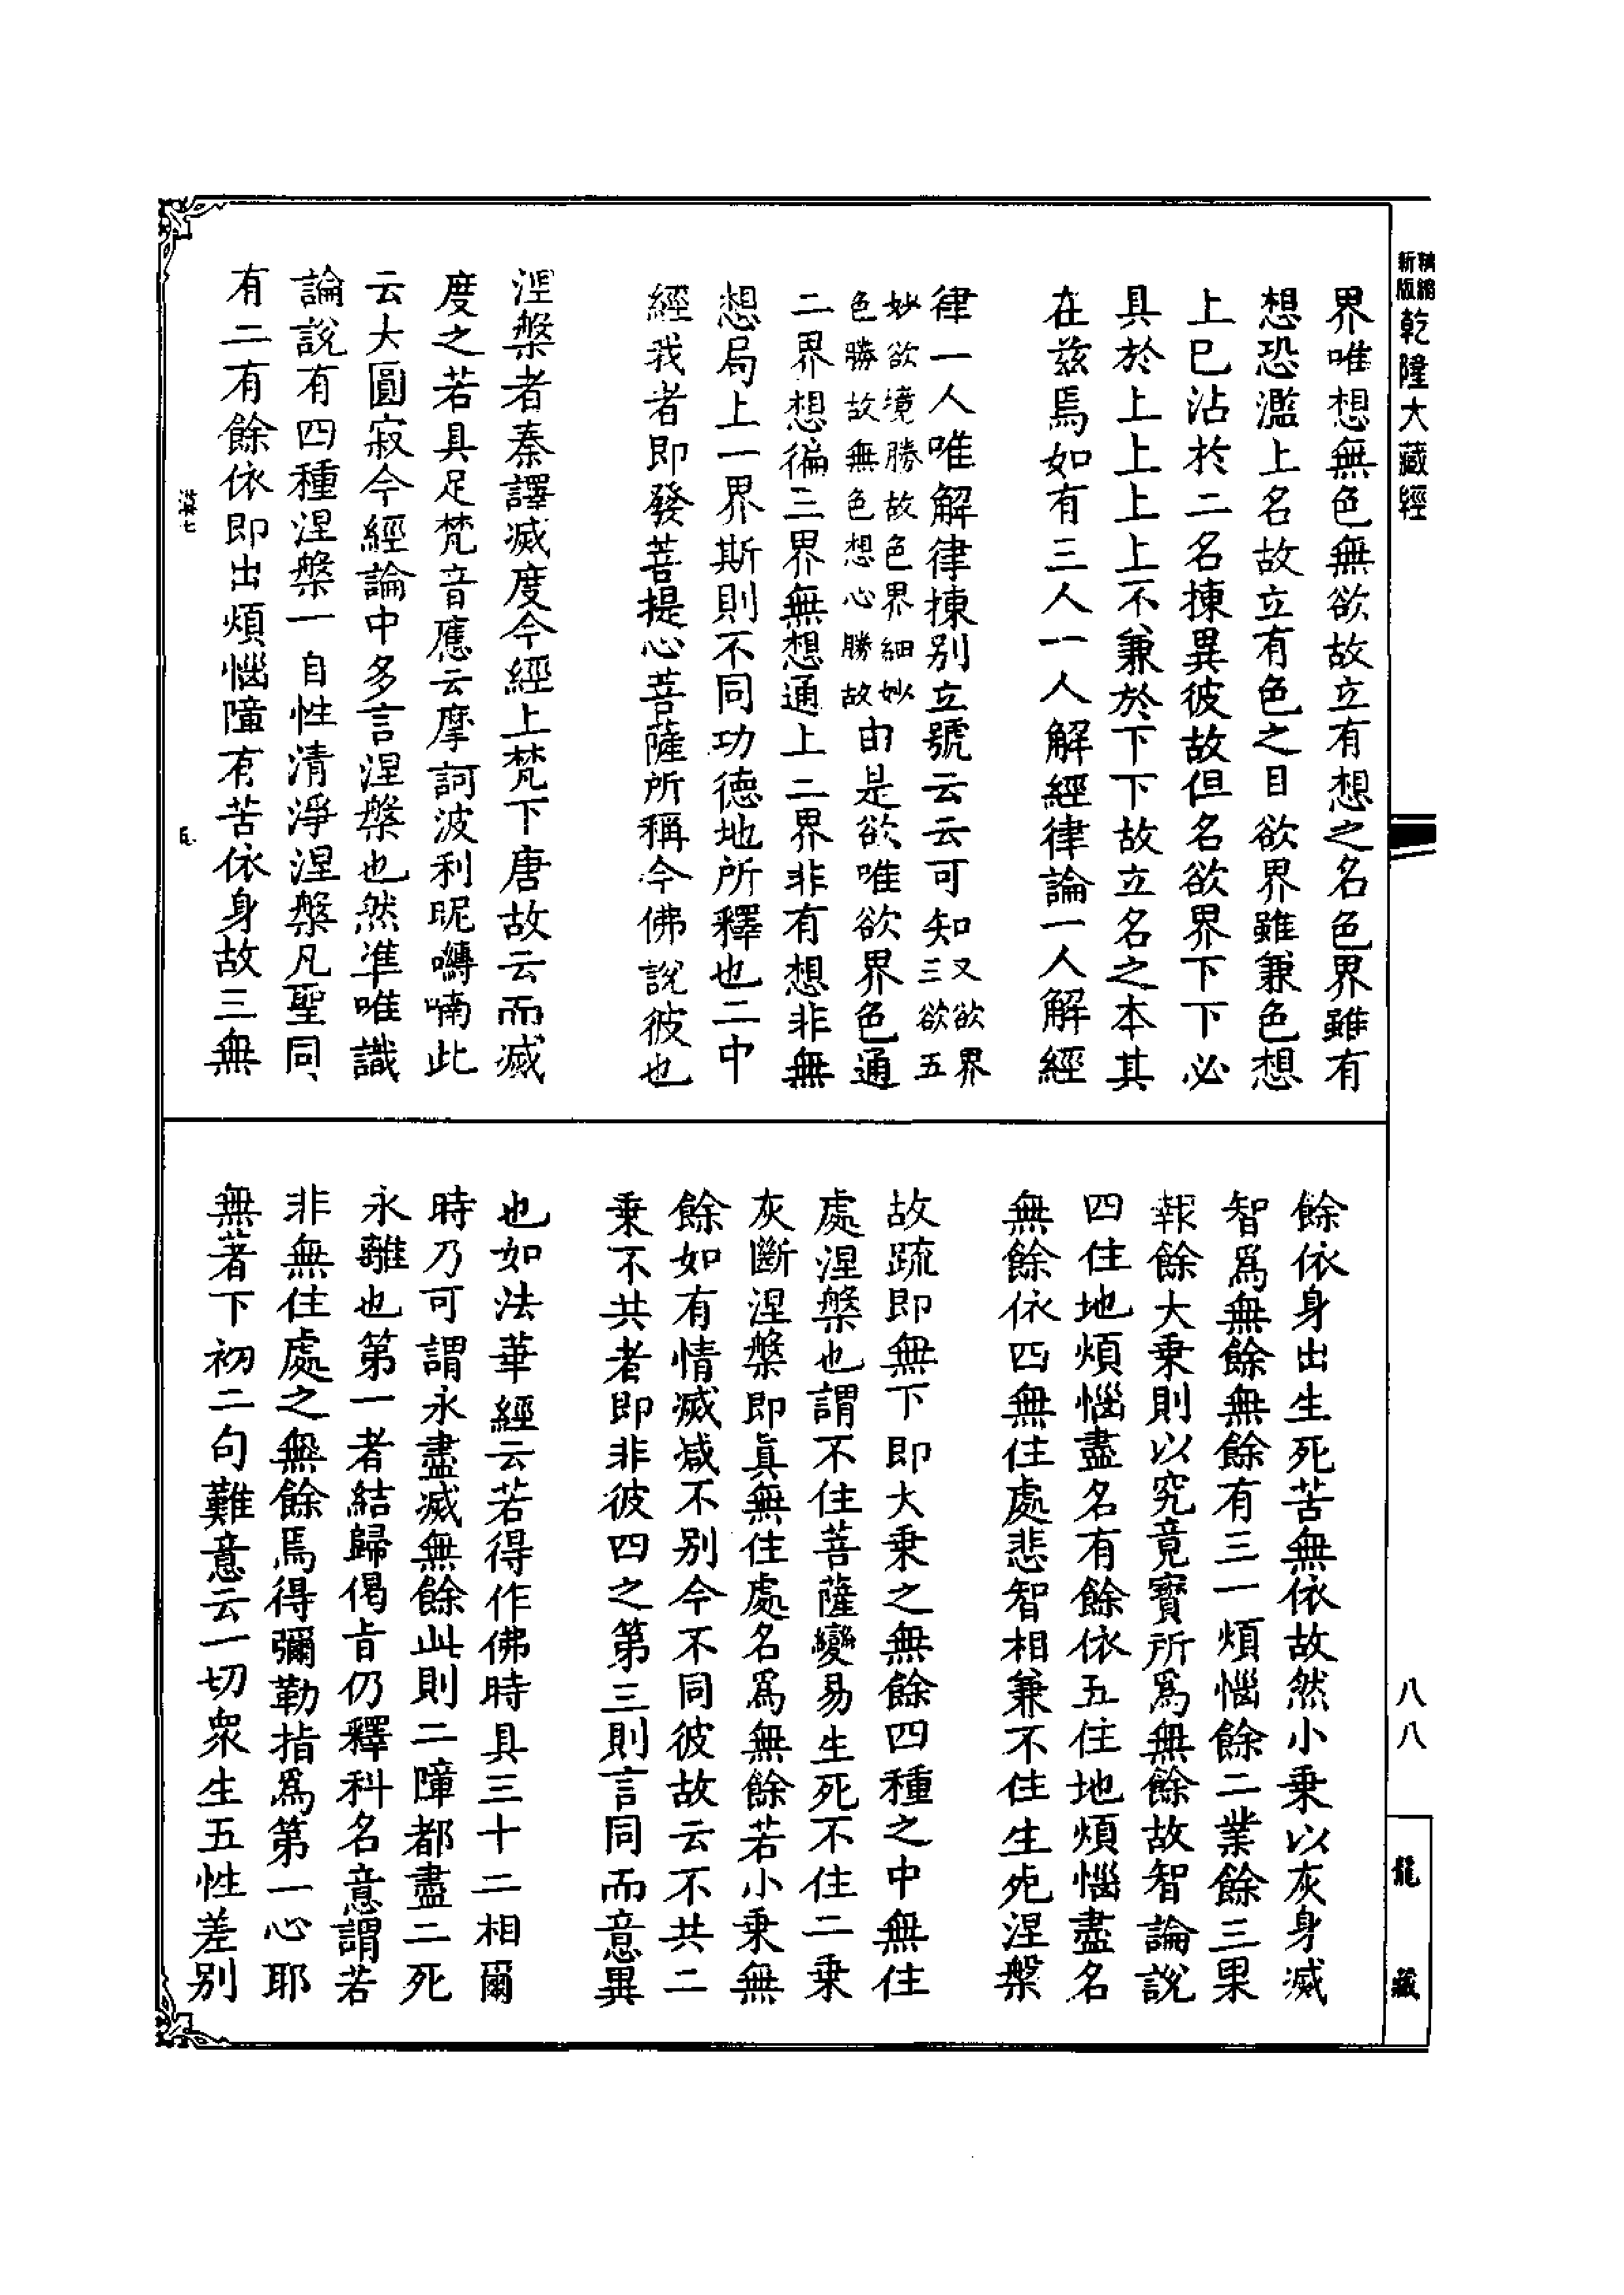 精縮新版乾隆大藏經
界唯想無色無欲故立有想之名色界雖有
想恐濫上名故立有色之目欲界雖兼色想
上已沾於二名揀異彼故但名欲界下下必
具於上上上上不兼於下下故立名之本其
在兹焉如有三人一人解經律論一人解經
律一人唯解律揀別立號云云可知又欲界三欲五
妙欲境勝故色界細妙色勝故無色想心勝故由是欲唯欲界色通
二界想徧三界無想通上二界非有想非無
想局上一界斯則不同功德地所釋也二中
經我者即發菩提心菩薩所稱今佛說彼也
涅槃者秦譯滅度今經上梵下唐故云而滅
度之若具足梵音應云摩訶波利昵嚩喃此
云大圓寂今經論中多言涅槃也然準唯識
論說有四種涅槃一自性清淨涅槃凡聖同
有二有餘依即出煩惱障有苦依身故三無
餘依身出生死苦無依故然小乗以灰身滅
智爲無餘無餘有三一煩惱餘二業餘三果
報餘大乗則以究竟寶所爲無餘故智論說
四住地煩惱盡名有餘依五住地煩惱盡名
無餘依四無住處悲智相兼不住生死涅槃
故疏即無下即大乗之無餘四種之中無住
處涅槃也謂不住菩薩變易生死不住二乗
灰斷涅槃即真無住處名爲無餘若小乗無
餘如有情滅減不别今不同彼故云不共二
乗不共者即非彼四之第三則言同而意異
也如法華經云若得作佛時具三十二相爾
時乃可謂永盡滅無餘此則二障都盡二死
永離也第一者結歸偈旨仍釋科名意謂若
非無住處之無餘焉得彌勒指爲第一心耶
無著下初二句難意云一切衆生五性差别
七
五
八八
龍藏